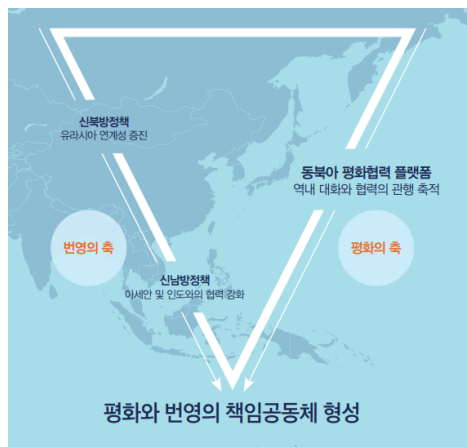 신북방정책
유라시아 연계성 증진
동북아 평화협력 플랫폼
역내 대화와 협력의 관행 축적
번영의 축
평화의 축
신남방정책
아세안 및 인도와의 협력 강화
평화와 번영의 책임공동체 형성